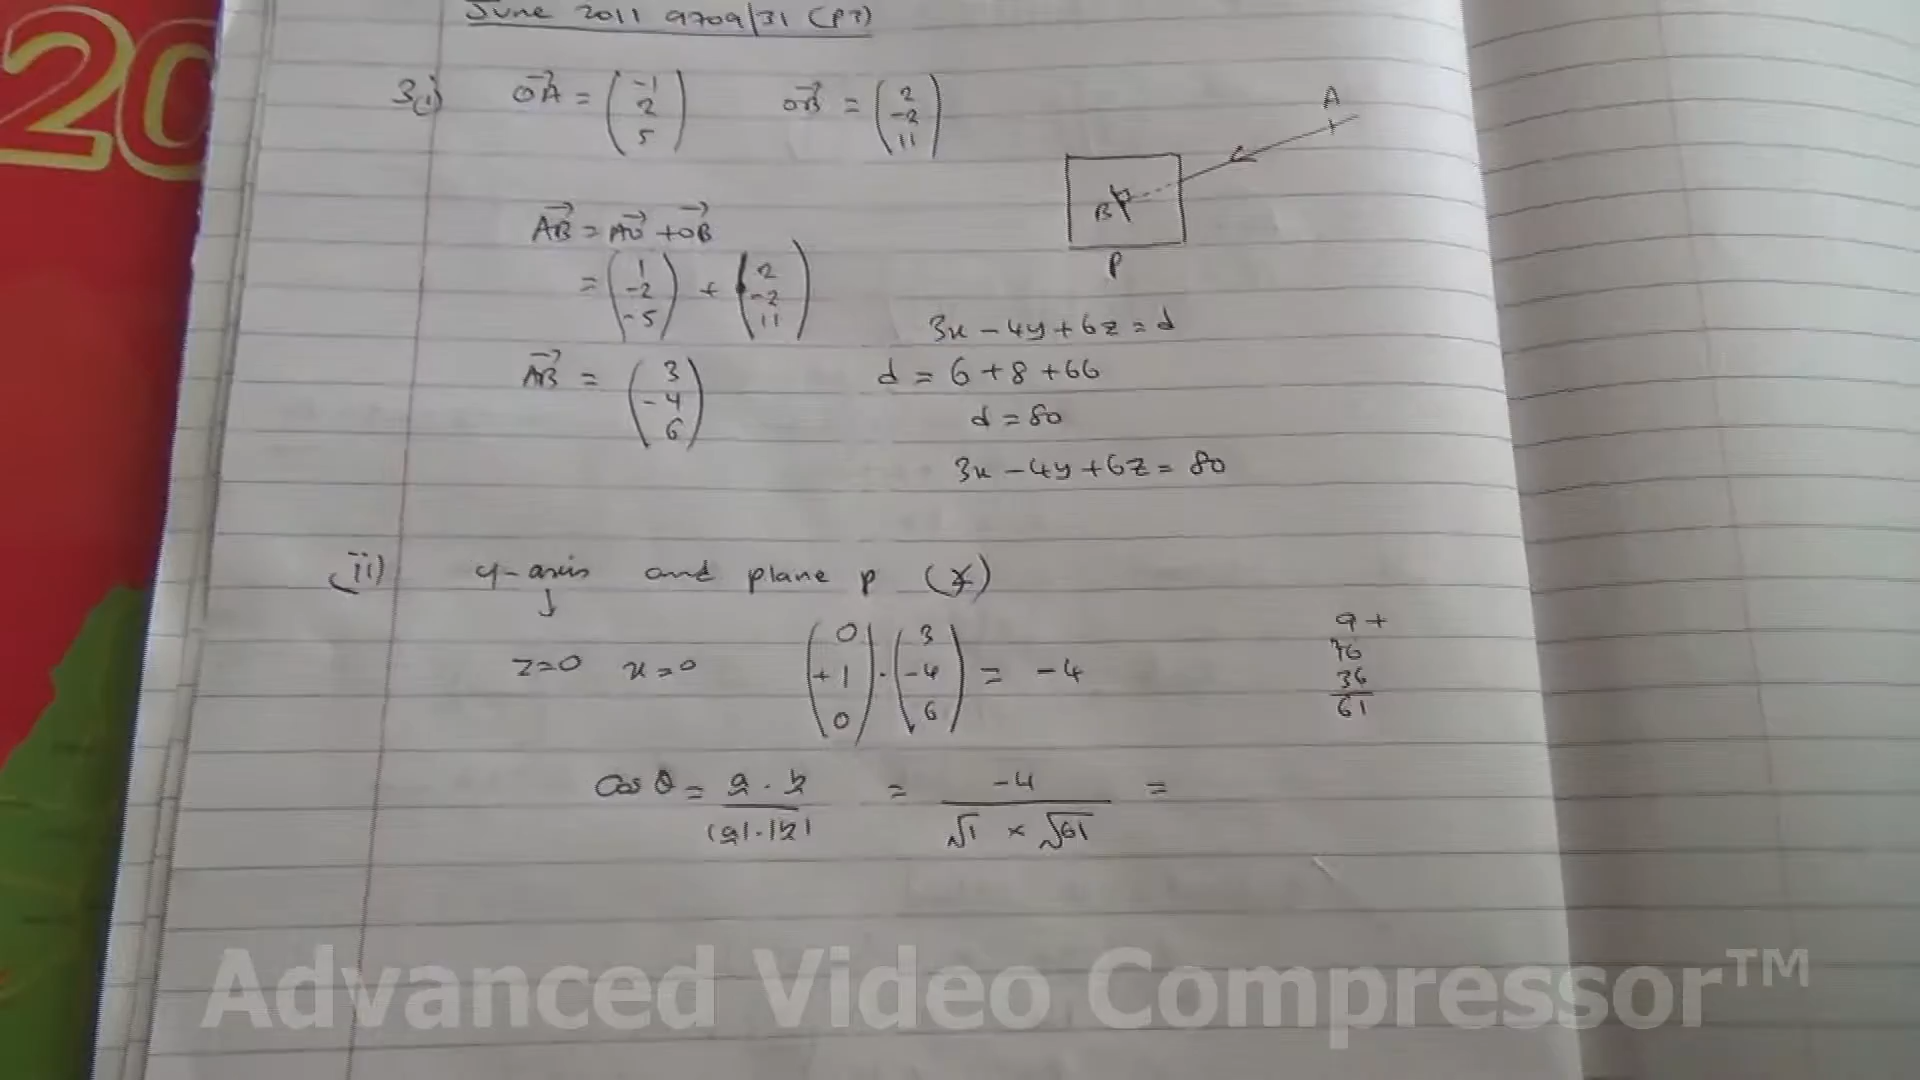 20
June 2011 9709/31 (P3)
3(i) OA = (-1 2 5) OB = (2 -2 11)
A
B
P
AB = AO + OB
= (1 -2 -5) + (2 -2 11)
AB = (3 -4 6)
3x - 4y + 6z = d
d = 6 + 8 + 66
d = 80
3x - 4y + 6z = 80
(ii) y-axis and plane p
↓
z=0 x=0 (0 +1 0) · (3 -4 6) = -4
9 +
16
36
61
Cos θ = a . b / |a|.|b| = -4 / √1 × √61 =
Advanced Video Compressor™